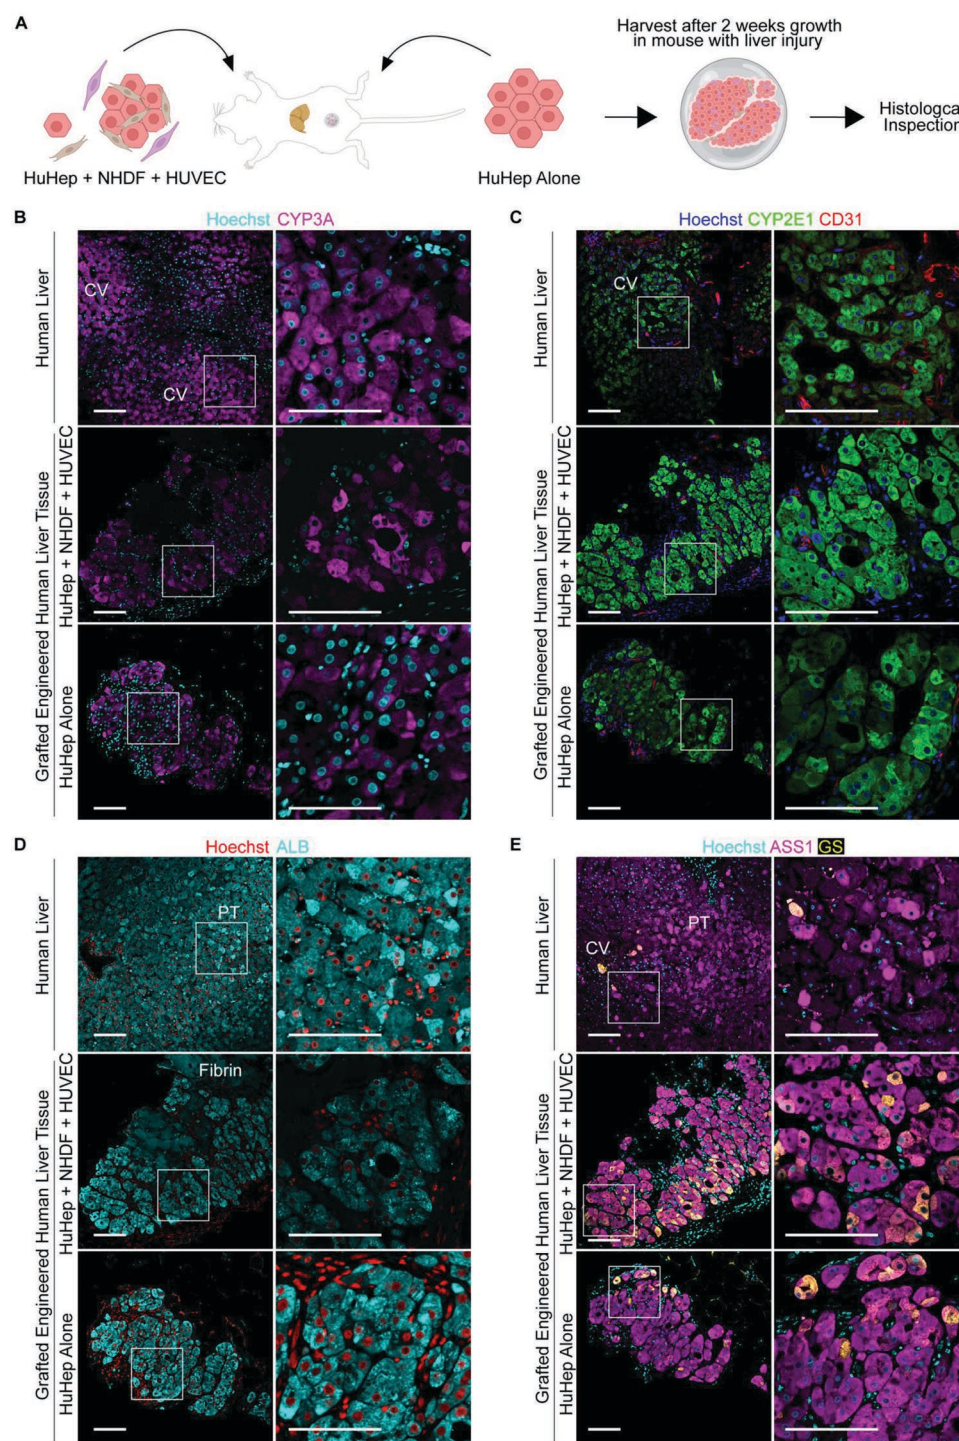 A
Harvest after 2 weeks growth
in mouse with liver injury
HuHep + NHDF + HUVEC
HuHep Alone
Histologca
Inspection
B
Hoechst CYP3A
Human Liver
CV
CV
Grafted Engineered Human Liver Tissue
HuHep + NHDF + HUVEC
HuHep Alone
C
Hoechst CYP2E1 CD31
Human Liver
CV
Grafted Engineered Human Liver Tissue
HuHep + NHDF + HUVEC
HuHep Alone
D
Hoechst ALB
Human Liver
PT
Grafted Engineered Human Liver Tissue
HuHep + NHDF + HUVEC
Fibrin
HuHep Alone
E
Hoechst ASS1 GS
Human Liver
PT
CV
Grafted Engineered Human Liver Tissue
HuHep + NHDF + HUVEC
HuHep Alone